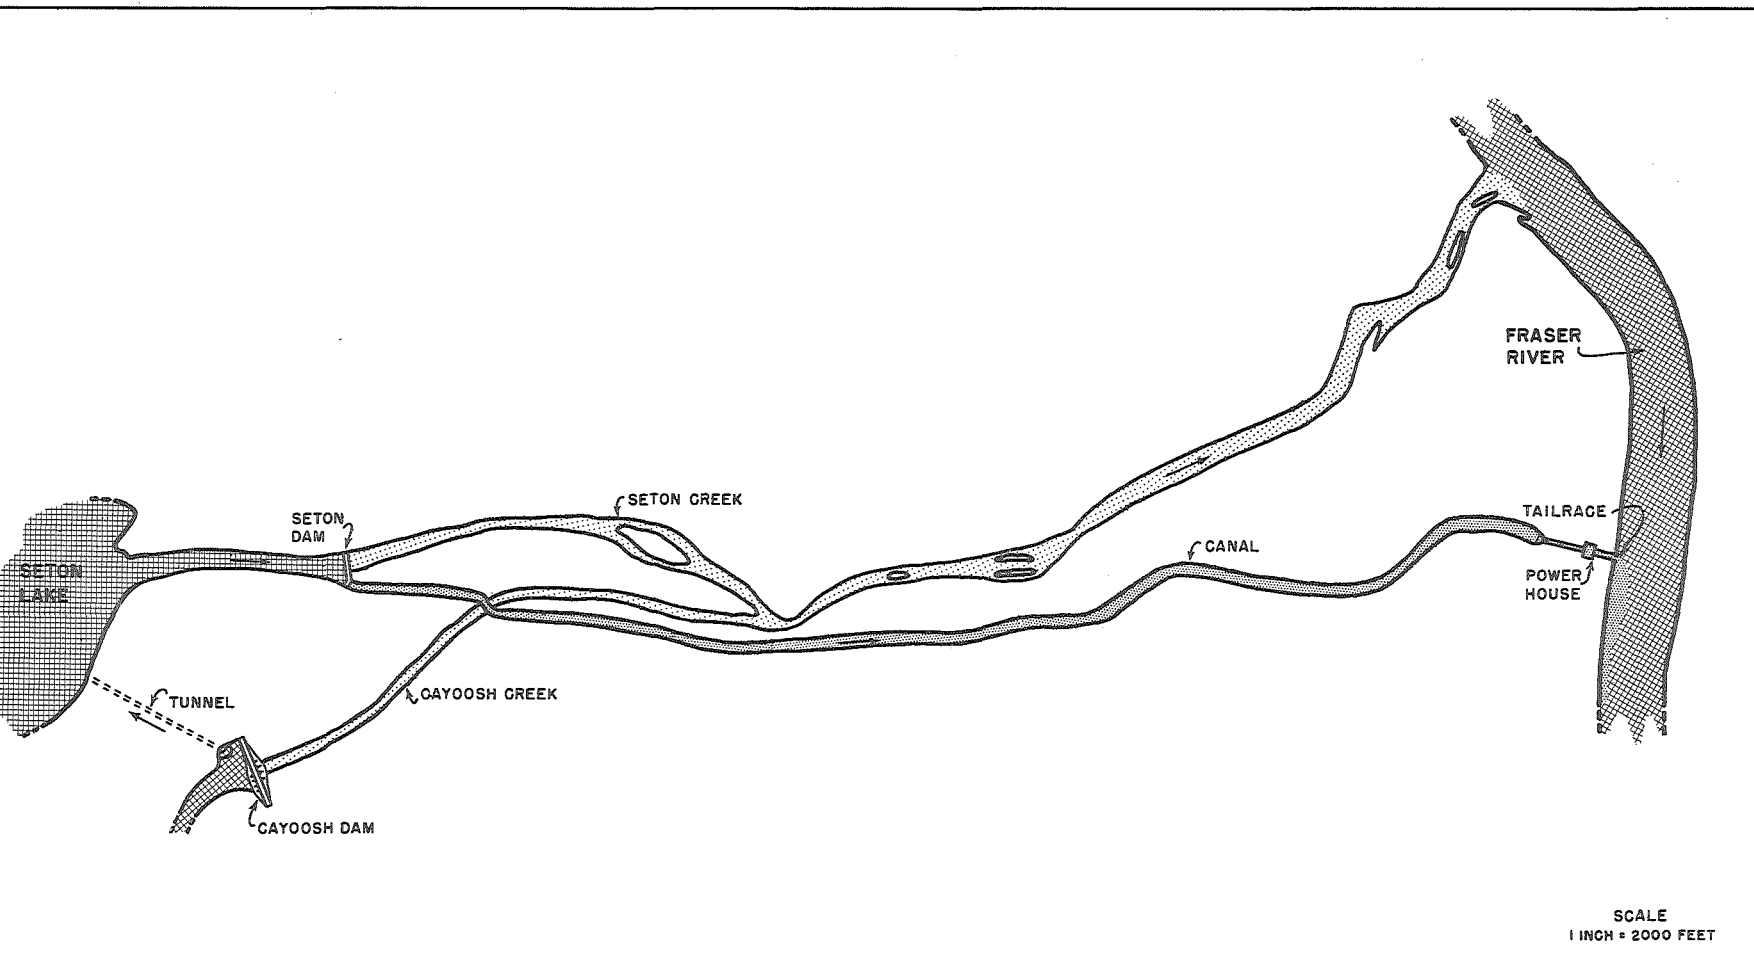 FRASER
RIVER
SETON CREEK
SETON
DAM
TAILRACE
CANAL
SETON
LAKE
POWER
HOUSE
CAYOOSH CREEK
TUNNEL
CAYOOSH DAM
SCALE
1 INCH = 2000 FEET